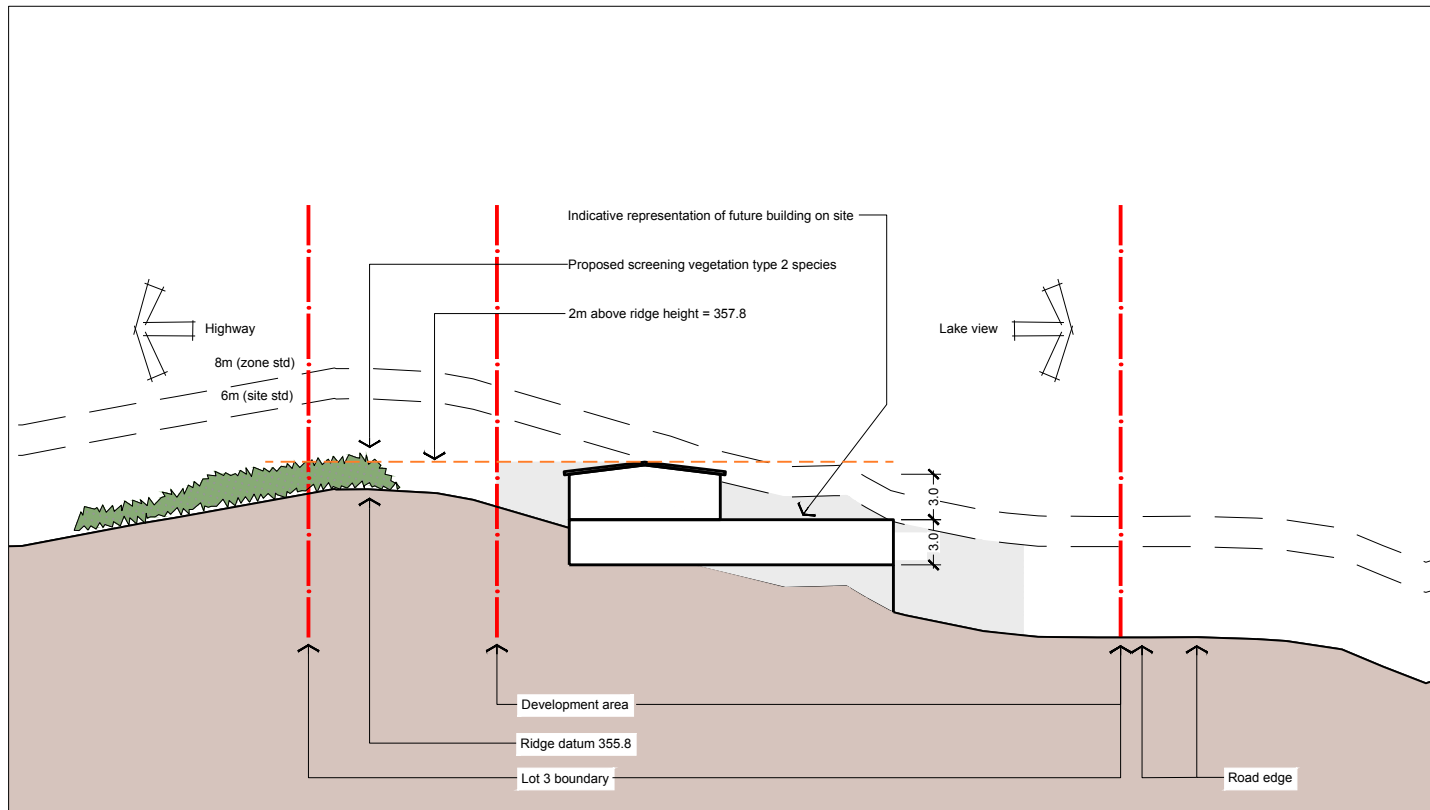 Indicative representation of future building on site
Proposed screening vegetation type 2 species
2m above ridge height = 357.8
Highway
Lake view
8m (zone std)
6m (site std)
3.0
3.0
Development area
Ridge datum 355.8
Lot 3 boundary
Road edge